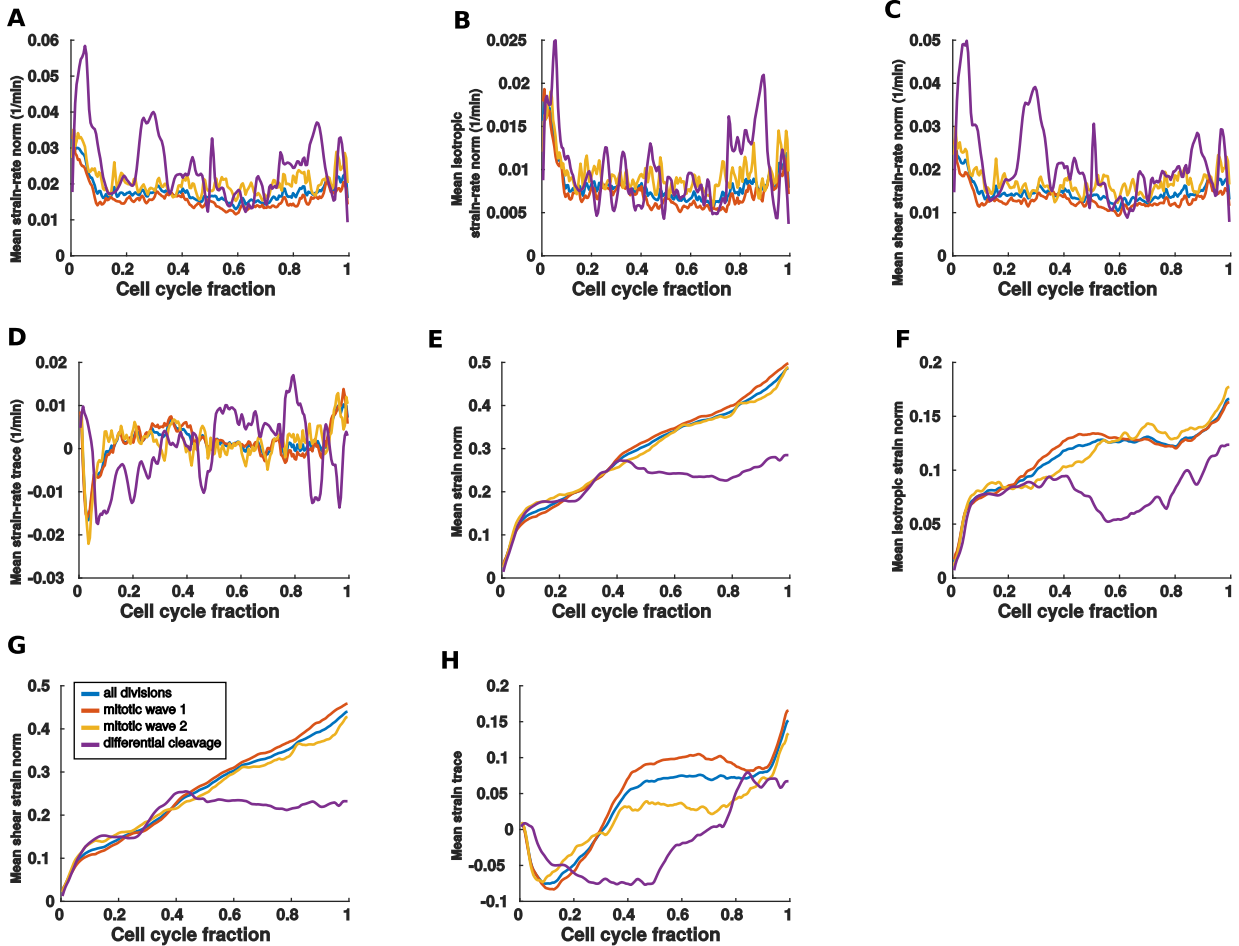 A
0.06
0.05
0.04
0.03
0.02
0.01
0
Mean strain-rate norm (1/min)
0 0.2 0.4 0.6 0.8 1
Cell cycle fraction
B
0.025
0.02
0.015
0.01
0.005
0
Mean isotropic
strain-rate norm (1/min)
0 0.2 0.4 0.6 0.8 1
Cell cycle fraction
C
0.05
0.04
0.03
0.02
0.01
0
Mean shear strain-rate norm (1/min)
0 0.2 0.4 0.6 0.8 1
Cell cycle fraction
D
0.02
0.01
0
-0.01
-0.02
-0.03
Mean strain-rate trace (1/min)
0 0.2 0.4 0.6 0.8 1
Cell cycle fraction
E
0.5
0.4
0.3
0.2
0.1
0
Mean strain norm
0 0.2 0.4 0.6 0.8 1
Cell cycle fraction
F
0.2
0.15
0.1
0.05
0
Mean isotropic strain norm
0 0.2 0.4 0.6 0.8 1
Cell cycle fraction
G
0.5
0.4
0.3
0.2
0.1
0
Mean shear strain norm
all divisions
mitotic wave 1
mitotic wave 2
differential cleavage
0 0.2 0.4 0.6 0.8 1
Cell cycle fraction
H
0.2
0.15
0.1
0.05
0
-0.05
-0.1
Mean strain trace
0 0.2 0.4 0.6 0.8 1
Cell cycle fraction